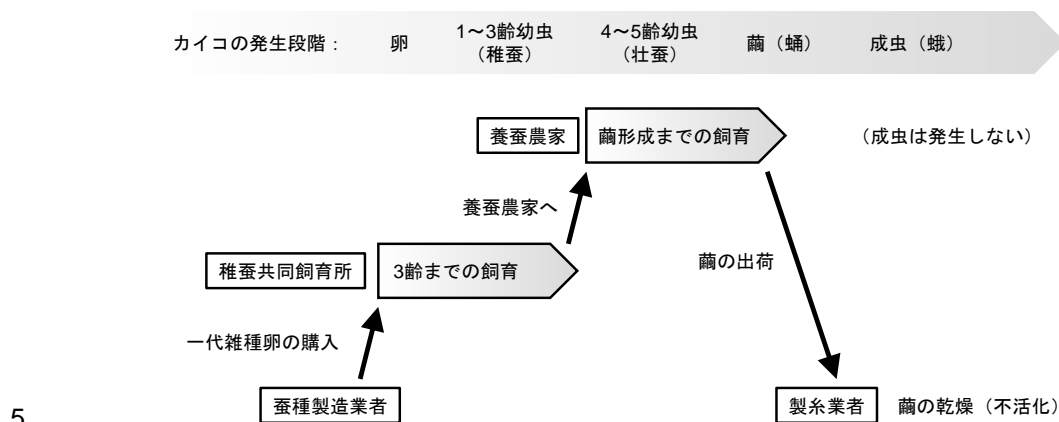 カイコの発生段階： 卵 1～3齢幼虫（稚蚕） 4～5齢幼虫（壮蚕） 繭（蛹） 成虫（蛾）
養蚕農家 繭形成までの飼育 （成虫は発生しない）
養蚕農家へ
稚蚕共同飼育所 3齢までの飼育 繭の出荷
一代雑種卵の購入
5 蚕種製造業者 製糸業者 繭の乾燥（不活化）